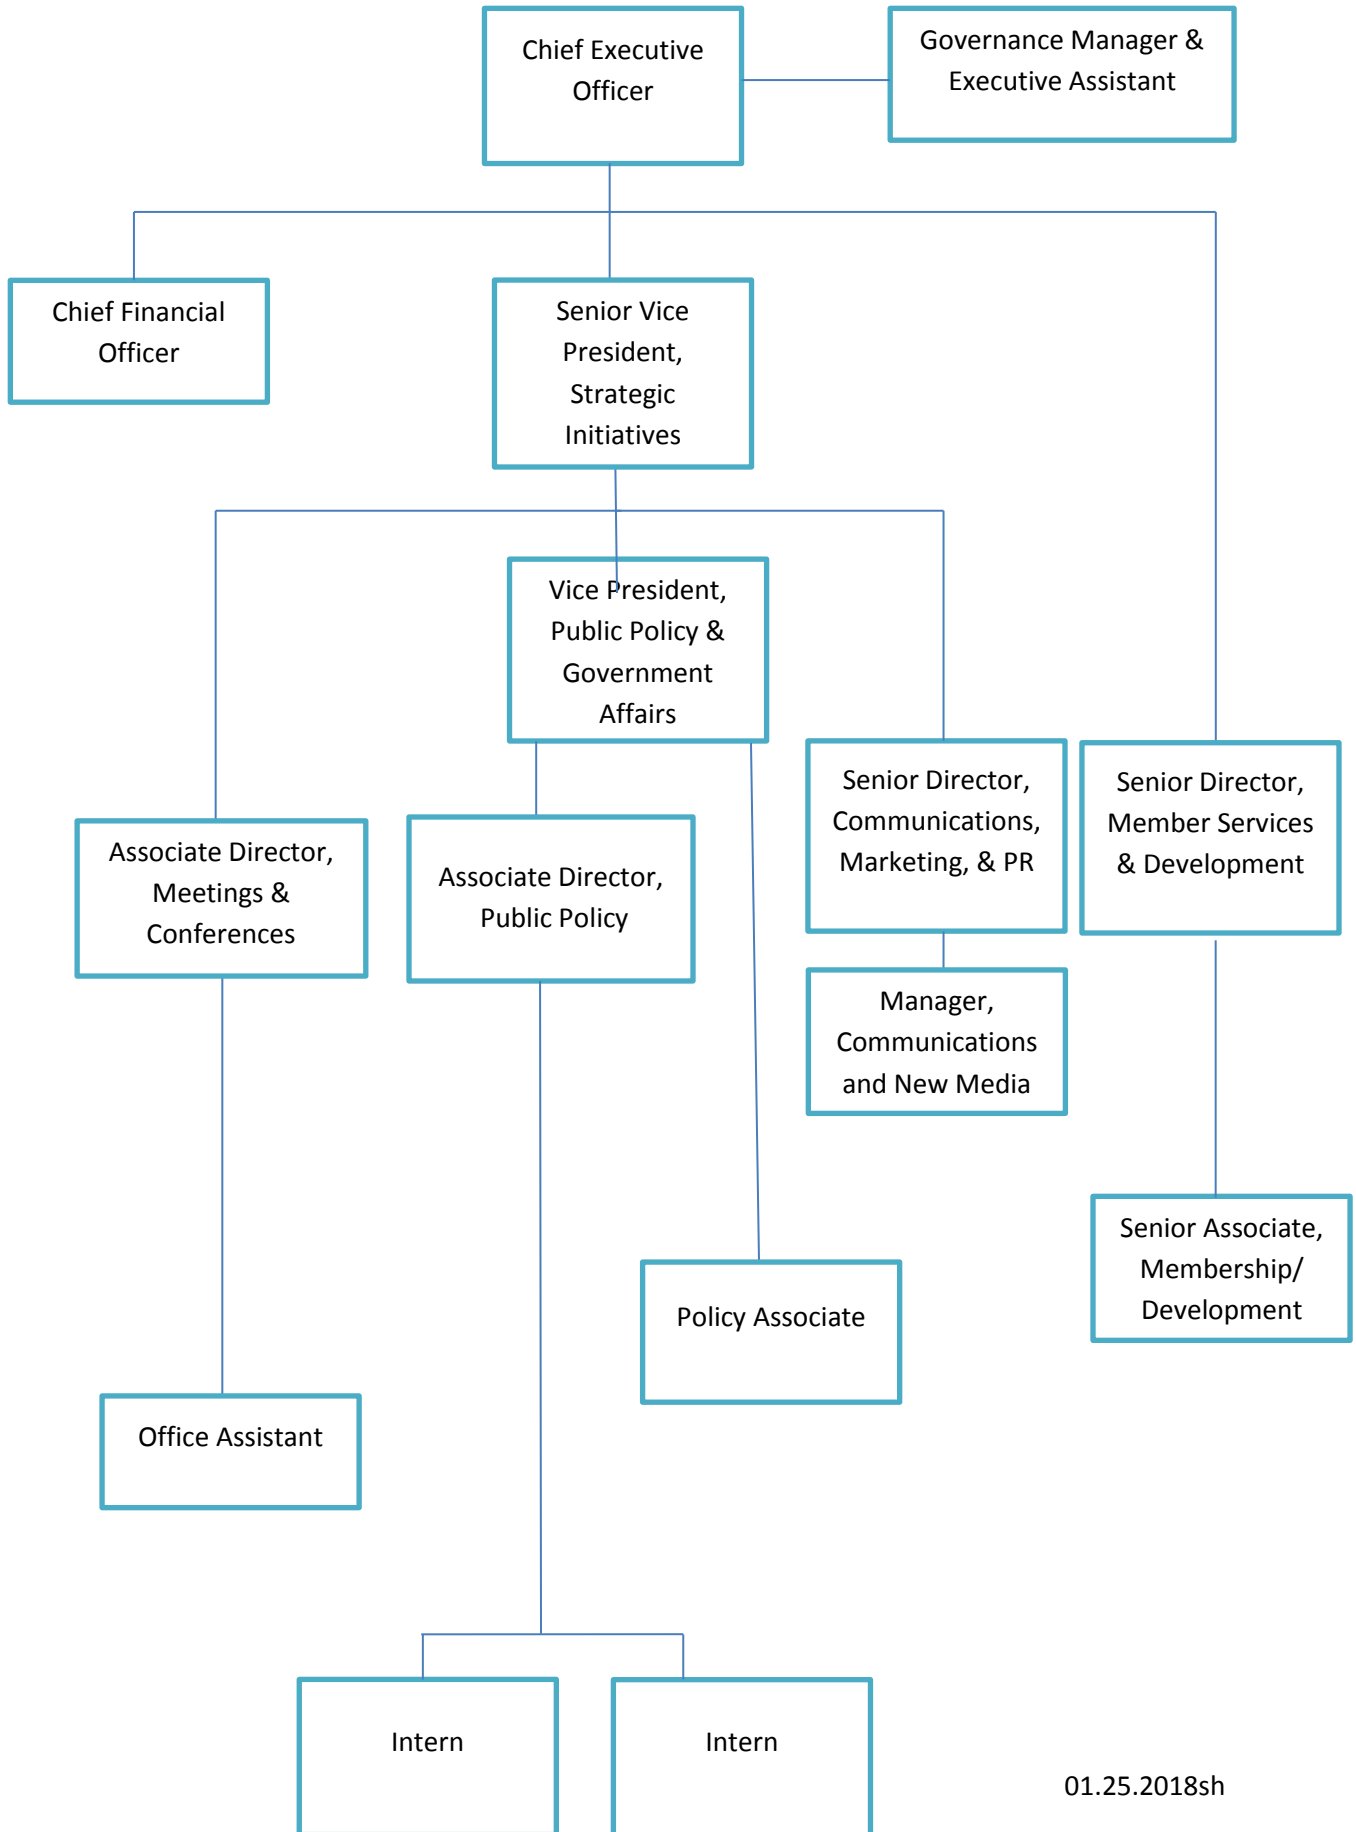 Chief Executive
Officer
Governance Manager &
Executive Assistant
Chief Financial
Officer
Senior Vice
President,
Strategic
Initiatives
Vice President,
Public Policy &
Government
Affairs
Senior Director,
Communications,
Marketing, & PR
Senior Director,
Member Services
& Development
Associate Director,
Meetings &
Conferences
Associate Director,
Public Policy
Manager,
Communications
and New Media
Senior Associate,
Membership/
Development
Policy Associate
Office Assistant
Intern
Intern
01.25.2018sh